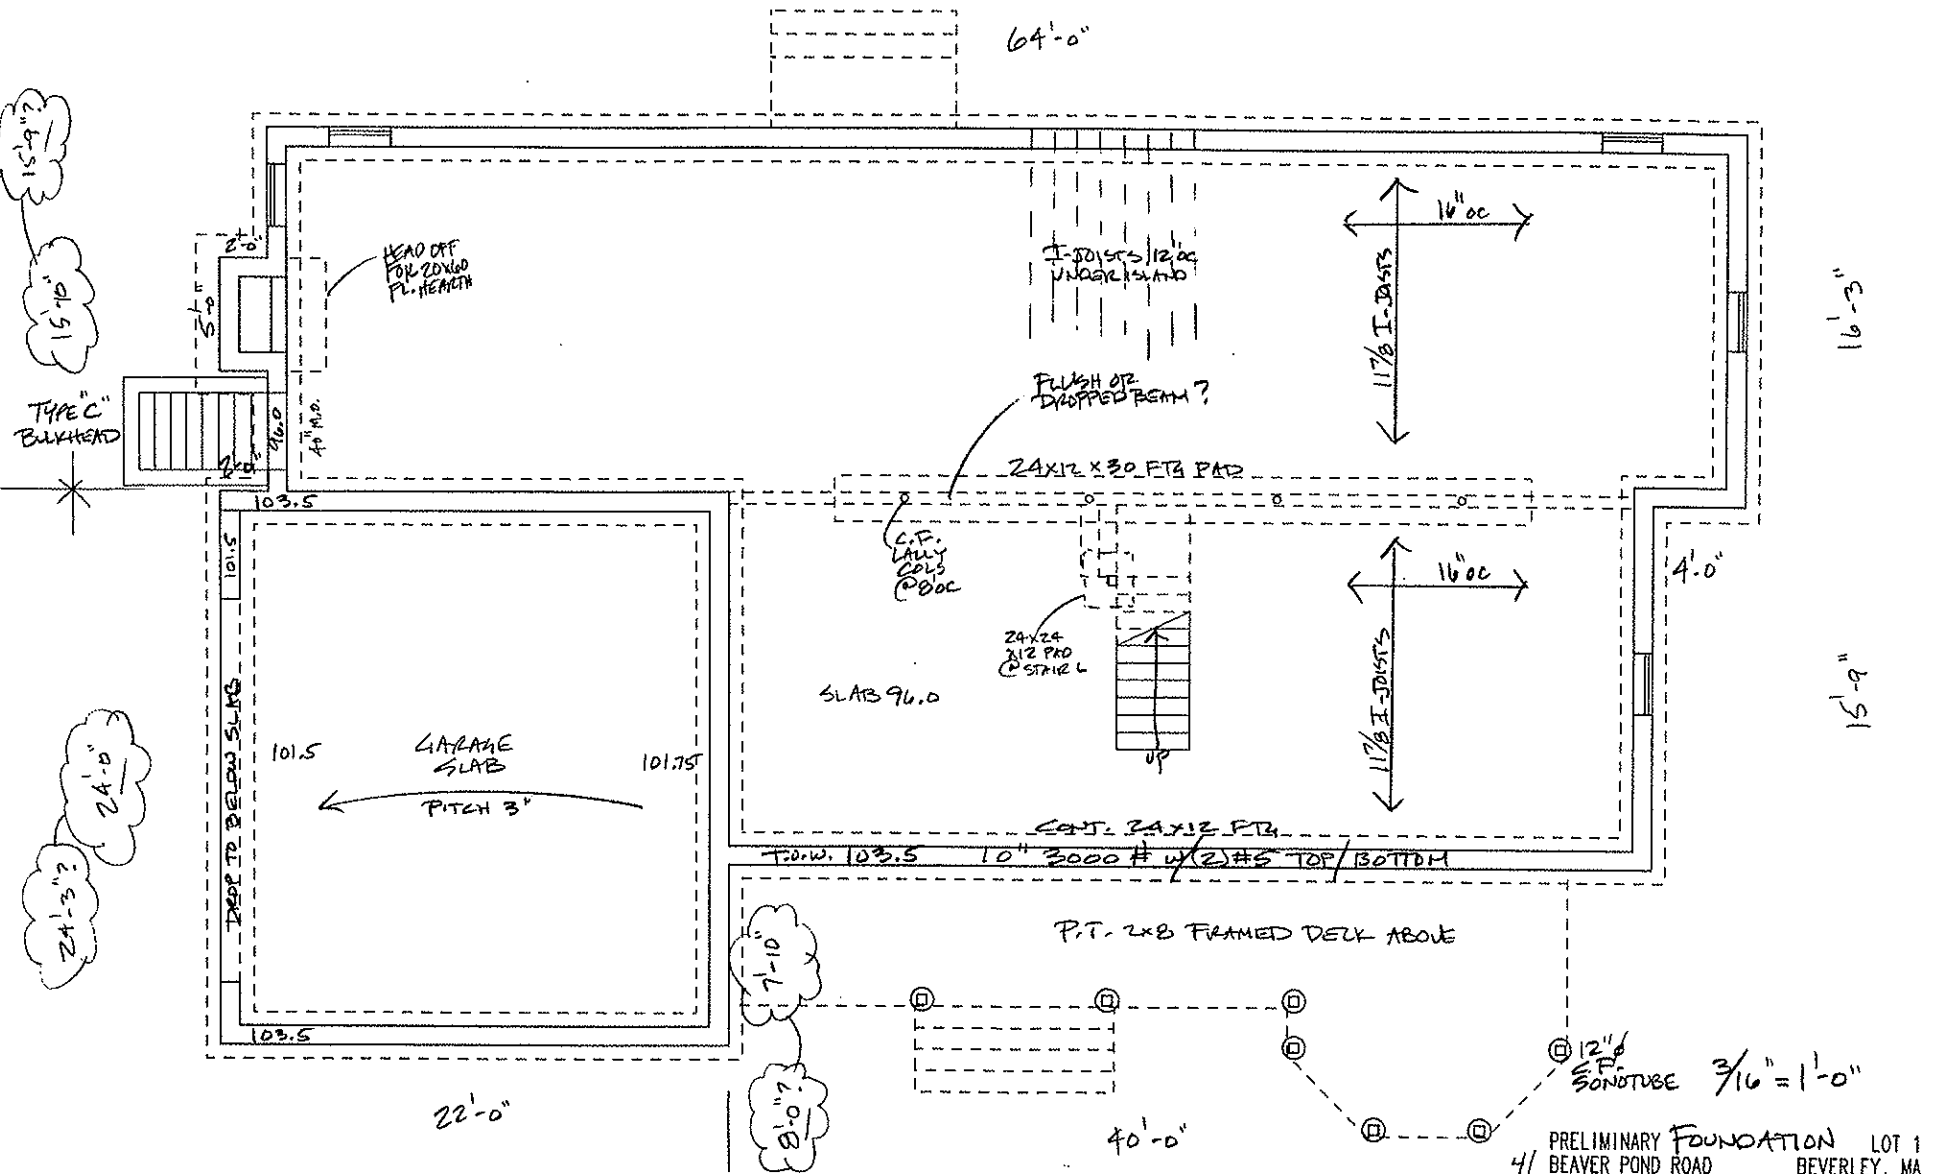 64'-0"
15'-9"?
15'-10"
2'-0"
5'-0"
HEAD OFF
FOR 20x60
FL. HEARTH
I-JOISTS 12"OC
UNDER ISLAND
16" OC
11 7/8 I-JOISTS
16'-3"
TYPE "C"
BULKHEAD
96.0
40" M.O.
2'-0"
FLUSH OR
DROPPED BEAM?
24x12 x 30 FTG PAD
103.5
101.5
C.F.
LALLY
COLS
@8'OC
16" OC
4'-0"
24x24
x12 PAD
@ STAIR L
11 7/8 I-JOISTS
SLAB 96.0
UP
15'-9"
24'-0"
24'-3"?
DROP TO BELOW SLAB
101.5
GARAGE
SLAB
101.75
PITCH 3"
CONT. 24x12 FTG
T.O.W. 103.5 10" 3000 # w/(2)#5 TOP/BOTTOM
P.T. 2x8 FRAMED DECK ABOVE
7'-10"
8'-0"?
103.5
12"ø
C.F.
SONOTUBE
3/16" = 1'-0"
22'-0"
40'-0"
PRELIMINARY FOUNDATION LOT 1
41 BEAVER POND ROAD BEVERLEY, MA